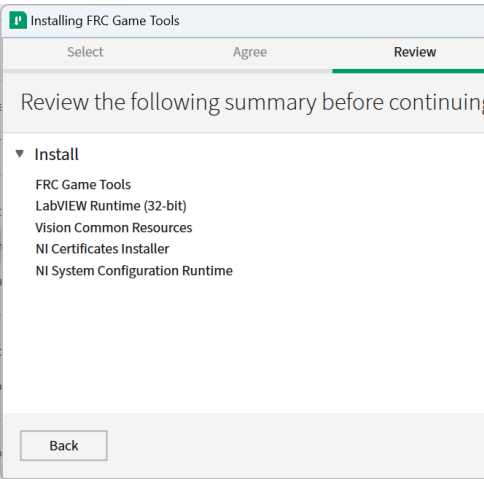 Installing FRC Game Tools
Select Agree Review
Review the following summary before continuing
Install
FRC Game Tools
LabVIEW Runtime (32-bit)
Vision Common Resources
NI Certificates Installer
NI System Configuration Runtime
Back